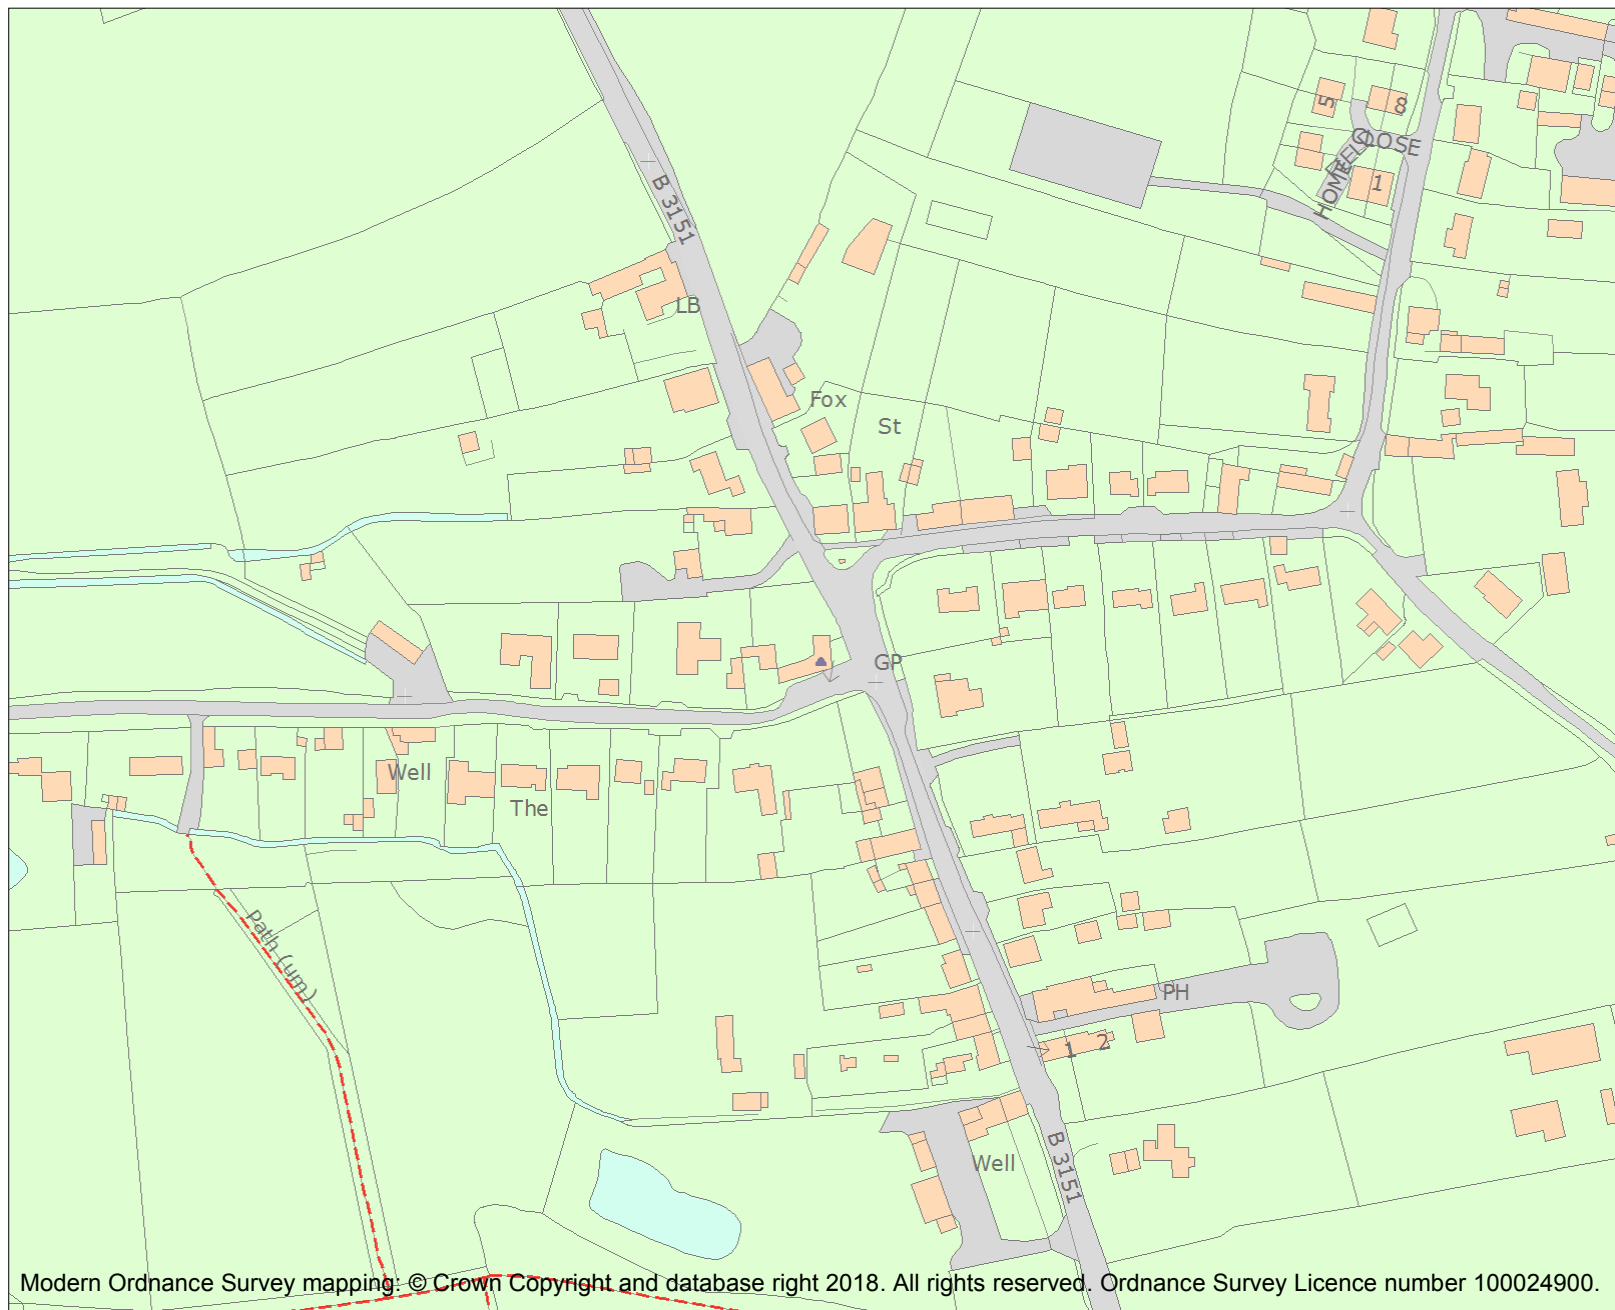 5
8
CLOSE
HOMEFIELD
1
B 3151
LB
Fox
St
GP
Well
The
Path (um)
PH
1
2
B 3151
Well
Modern Ordnance Survey mapping: © Crown Copyright and database right 2018. All rights reserved. Ordnance Survey Licence number 100024900.